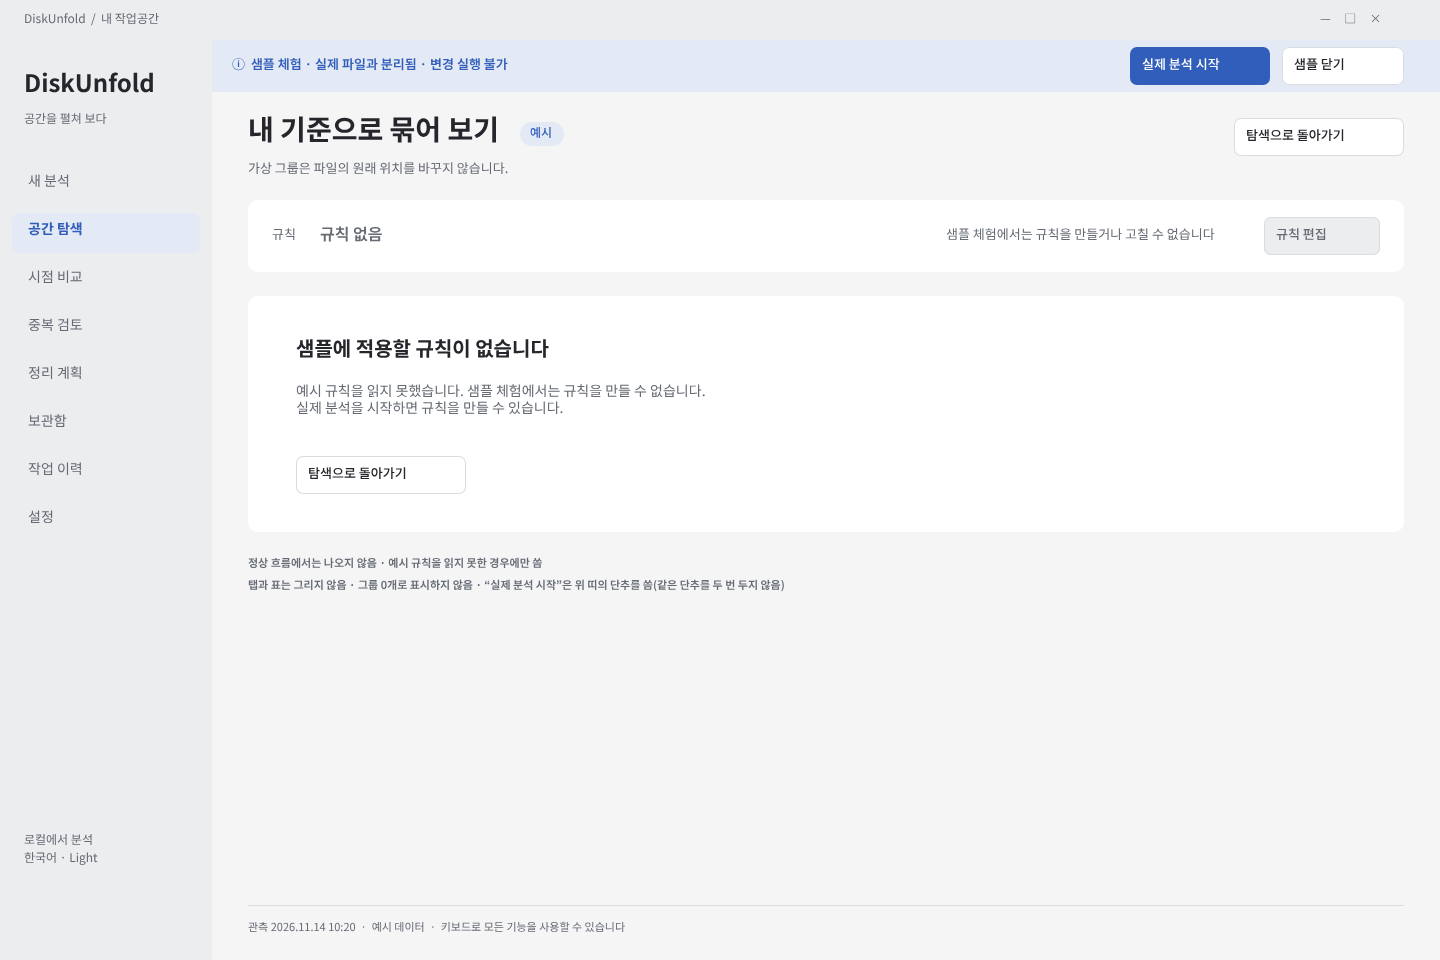 DiskUnfold / 내 작업공간
DiskUnfold
공간을 펼쳐 보다
새 분석
공간 탐색
시점 비교
중복 검토
정리 계획
보관함
작업 이력
설정
로컬에서 분석
한국어 · Light
ⓘ 샘플 체험 · 실제 파일과 분리됨 · 변경 실행 불가
실제 분석 시작
샘플 닫기
내 기준으로 묶어 보기
예시
탐색으로 돌아가기
가상 그룹은 파일의 원래 위치를 바꾸지 않습니다.
규칙
규칙 없음
샘플 체험에서는 규칙을 만들거나 고칠 수 없습니다
규칙 편집
샘플에 적용할 규칙이 없습니다
예시 규칙을 읽지 못했습니다. 샘플 체험에서는 규칙을 만들 수 없습니다.
실제 분석을 시작하면 규칙을 만들 수 있습니다.
탐색으로 돌아가기
정상 흐름에서는 나오지 않음 · 예시 규칙을 읽지 못한 경우에만 씀
탭과 표는 그리지 않음 · 그룹 0개로 표시하지 않음 · “실제 분석 시작”은 위 띠의 단추를 씀(같은 단추를 두 번 두지 않음)
관측 2026.11.14 10:20 · 예시 데이터 · 키보드로 모든 기능을 사용할 수 있습니다